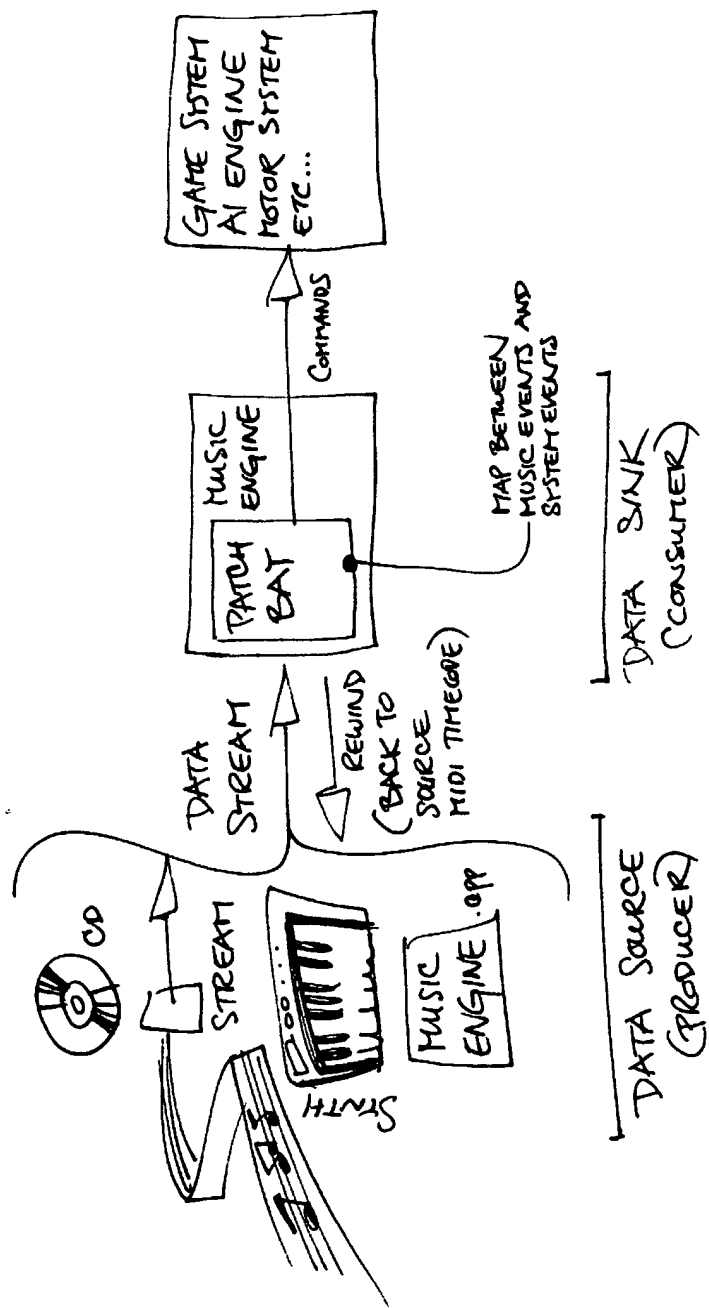 CD
STREAM
SYNTH
MUSIC
ENGINE .app
DATA SOURCE
(PRODUCER)
DATA
STREAM
REWIND
(BACK TO
SOURCE
MIDI TIMECODE)
MUSIC
ENGINE
PATCH
BAY
MAP BETWEEN
MUSIC EVENTS AND
SYSTEM EVENTS
DATA SINK
(CONSUMER)
COMMANDS
GAME SYSTEM
AI ENGINE
MOTOR SYSTEM
ETC...